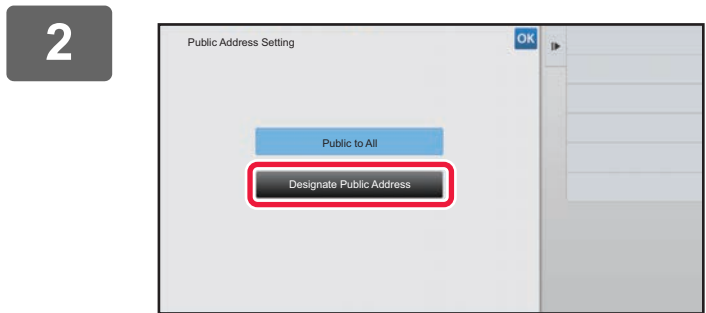 2
Public Address Setting
OK
Public to All
Designate Public Address